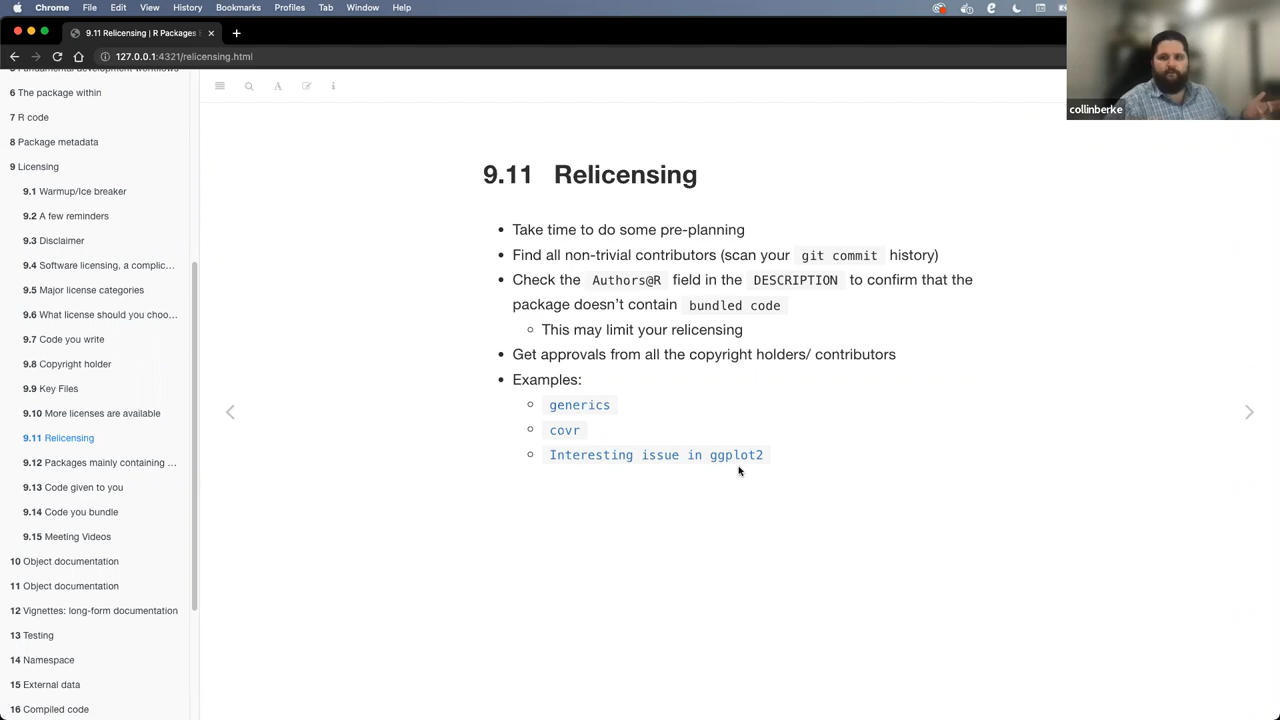 Chrome File Edit View History Bookmarks Profiles Tab Window Help
9.11 Relicensing | R Packages
127.0.0.1:4321/relicensing.html
collinberke
6 The package within
7 R code
8 Package metadata
9 Licensing
9.1 Warmup/Ice breaker
9.2 A few reminders
9.3 Disclaimer
9.4 Software licensing, a complic...
9.5 Major license categories
9.6 What license should you choo...
9.7 Code you write
9.8 Copyright holder
9.9 Key Files
9.10 More licenses are available
9.11 Relicensing
9.12 Packages mainly containing ...
9.13 Code given to you
9.14 Code you bundle
9.15 Meeting Videos
10 Object documentation
11 Object documentation
12 Vignettes: long-form documentation
13 Testing
14 Namespace
15 External data
16 Compiled code
9.11 Relicensing
• Take time to do some pre-planning
• Find all non-trivial contributors (scan your git commit history)
• Check the Authors@R field in the DESCRIPTION to confirm that the
package doesn't contain bundled code
This may limit your relicensing
• Get approvals from all the copyright holders/ contributors
• Examples:
generics
covr
Interesting issue in ggplot2